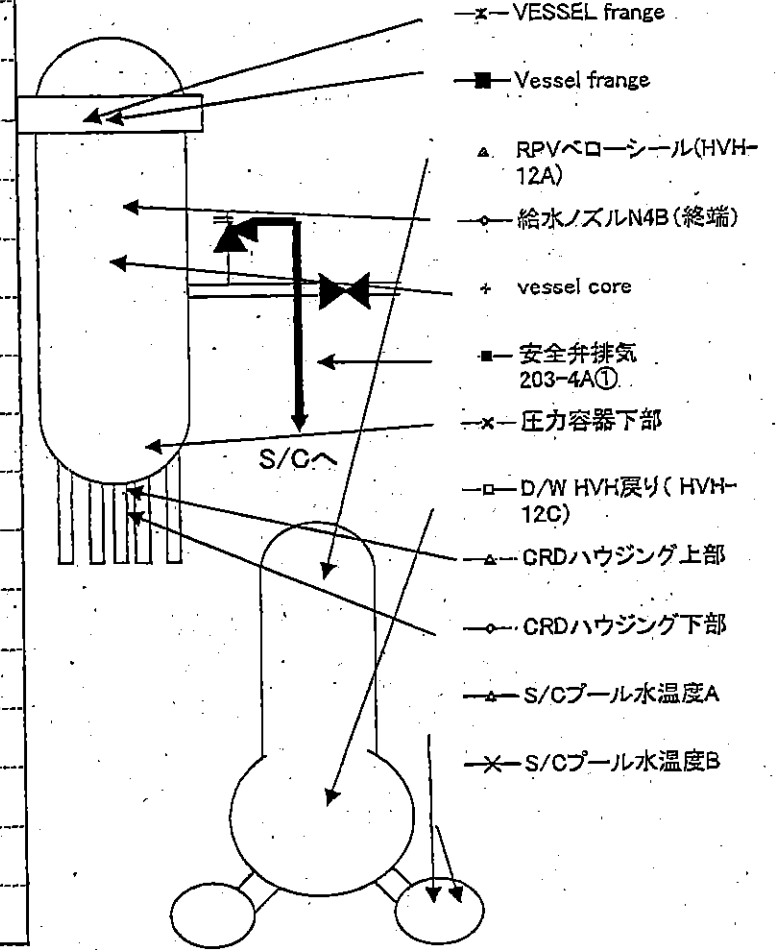 VESSEL frange
Vessel frange
RPVベローシール(HVH-
12A)
給水ノズルN4B(終端)
vessel core
安全弁排気
203-4A①
圧力容器下部
S/Cへ
D/W HVH戻り( HVH-
12C)
CRDハウジング上部
CRDハウジング下部
S/Cプール水温度A
S/Cプール水温度B